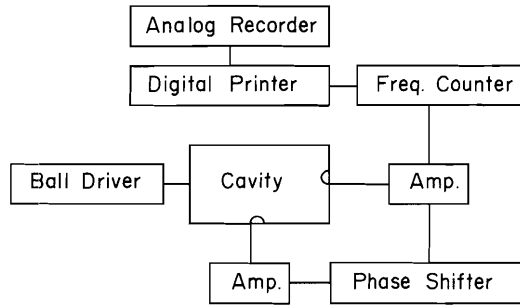 Analog Recorder
Digital Printer
Freq. Counter
Ball Driver
Cavity
Amp.
Amp.
Phase Shifter